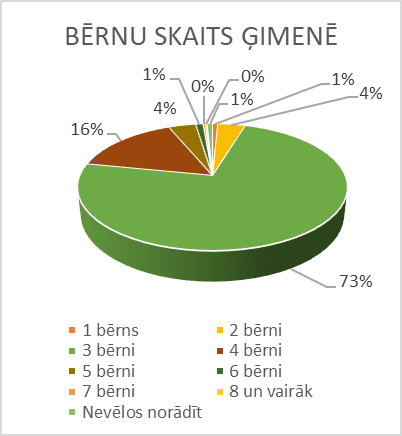 BĒRNU SKAITS ĢIMENĒ
1%
0%
0%
1%
1%
4%
4%
16%
73%
1 bērns
2 bērni
3 bērni
4 bērni
5 bērni
6 bērni
7 bērni
8 un vairāk
Nevēlos norādīt